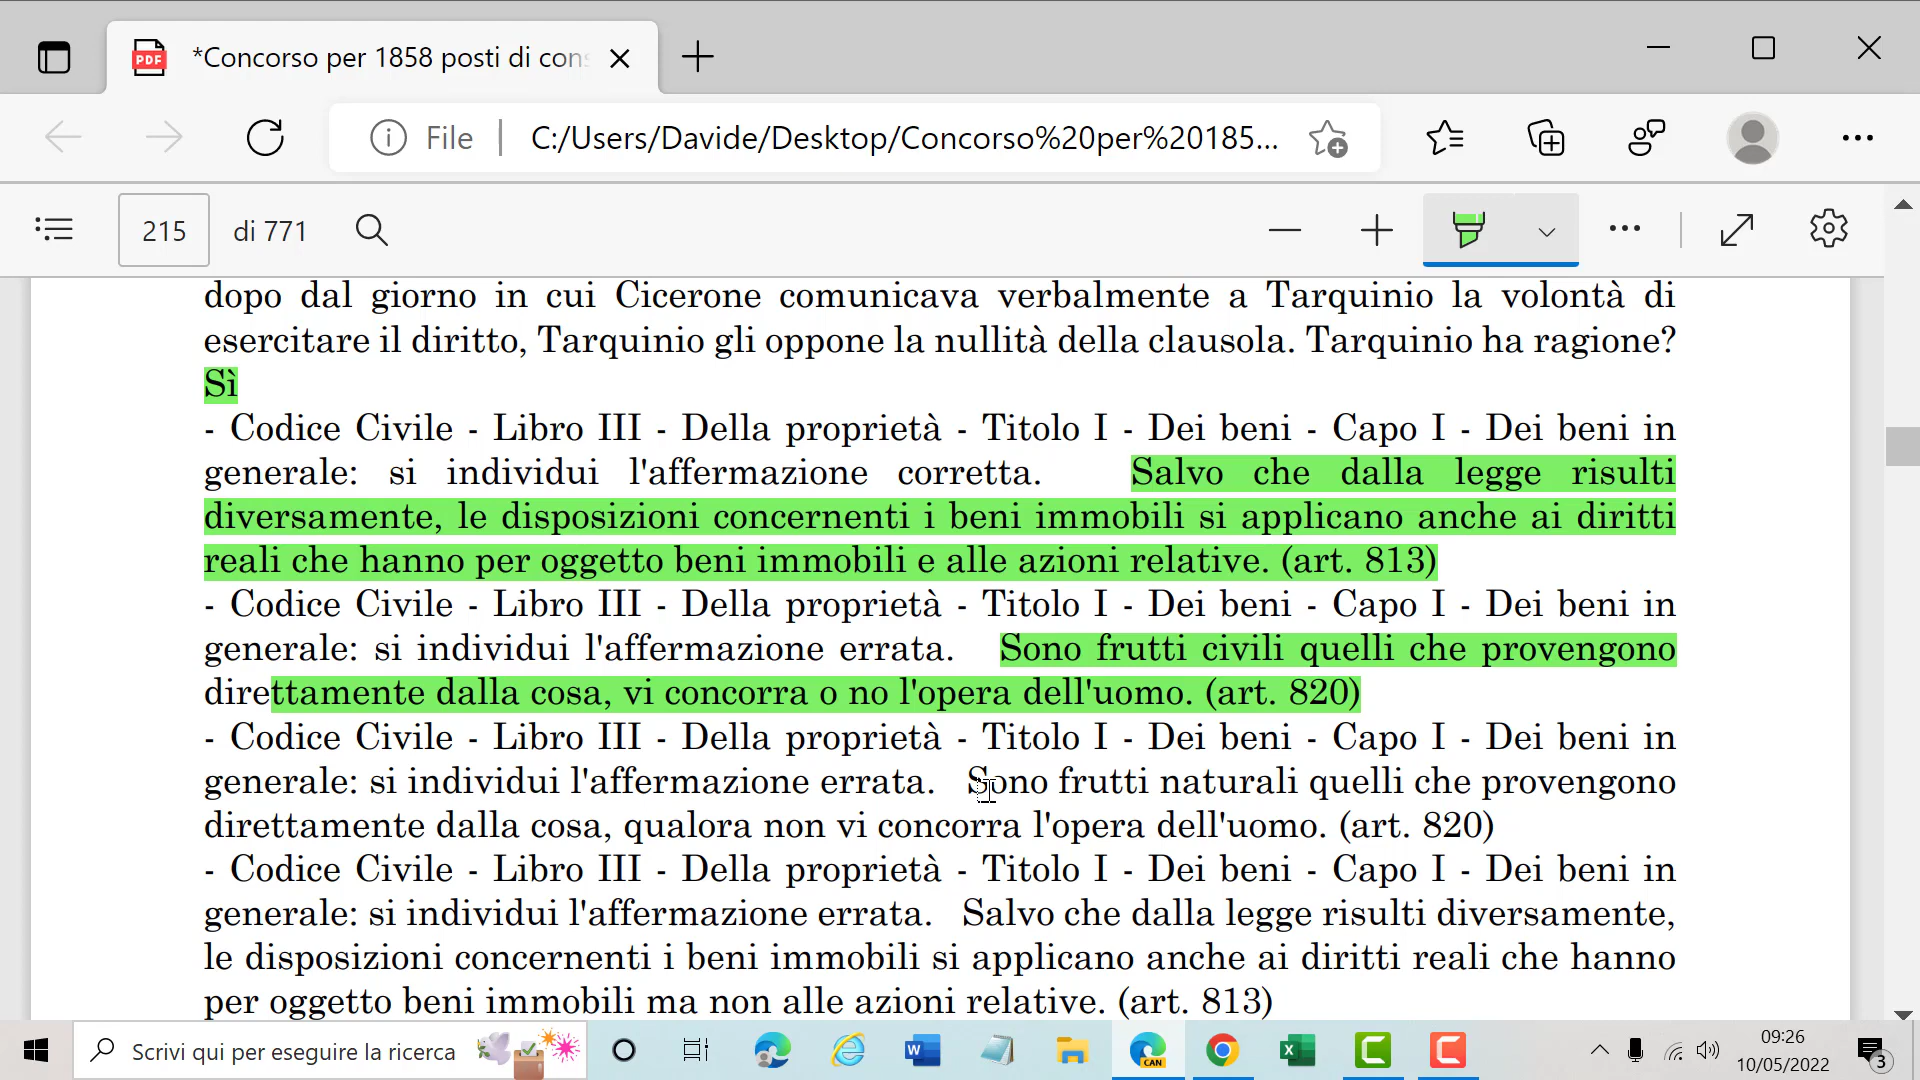 *Concorso per 1858 posti di cons
File
C:/Users/Davide/Desktop/Concorso%20per%20185...
215 di 771
dopo dal giorno in cui Cicerone comunicava verbalmente a Tarquinio la volontà di
esercitare il diritto, Tarquinio gli oppone la nullità della clausola. Tarquinio ha ragione?
Sì
- Codice Civile - Libro III - Della proprietà - Titolo I - Dei beni - Capo I - Dei beni in
generale: si individui l'affermazione corretta. Salvo che dalla legge risulti
diversamente, le disposizioni concernenti i beni immobili si applicano anche ai diritti
reali che hanno per oggetto beni immobili e alle azioni relative. (art. 813)
- Codice Civile - Libro III - Della proprietà - Titolo I - Dei beni - Capo I - Dei beni in
generale: si individui l'affermazione errata. Sono frutti civili quelli che provengono
direttamente dalla cosa, vi concorra o no l'opera dell'uomo. (art. 820)
- Codice Civile - Libro III - Della proprietà - Titolo I - Dei beni - Capo I - Dei beni in
generale: si individui l'affermazione errata. Sono frutti naturali quelli che provengono
direttamente dalla cosa, qualora non vi concorra l'opera dell'uomo. (art. 820)
- Codice Civile - Libro III - Della proprietà - Titolo I - Dei beni - Capo I - Dei beni in
generale: si individui l'affermazione errata. Salvo che dalla legge risulti diversamente,
le disposizioni concernenti i beni immobili si applicano anche ai diritti reali che hanno
per oggetto beni immobili ma non alle azioni relative. (art. 813)
Scrivi qui per eseguire la ricerca
CAN
09:26
10/05/2022
3